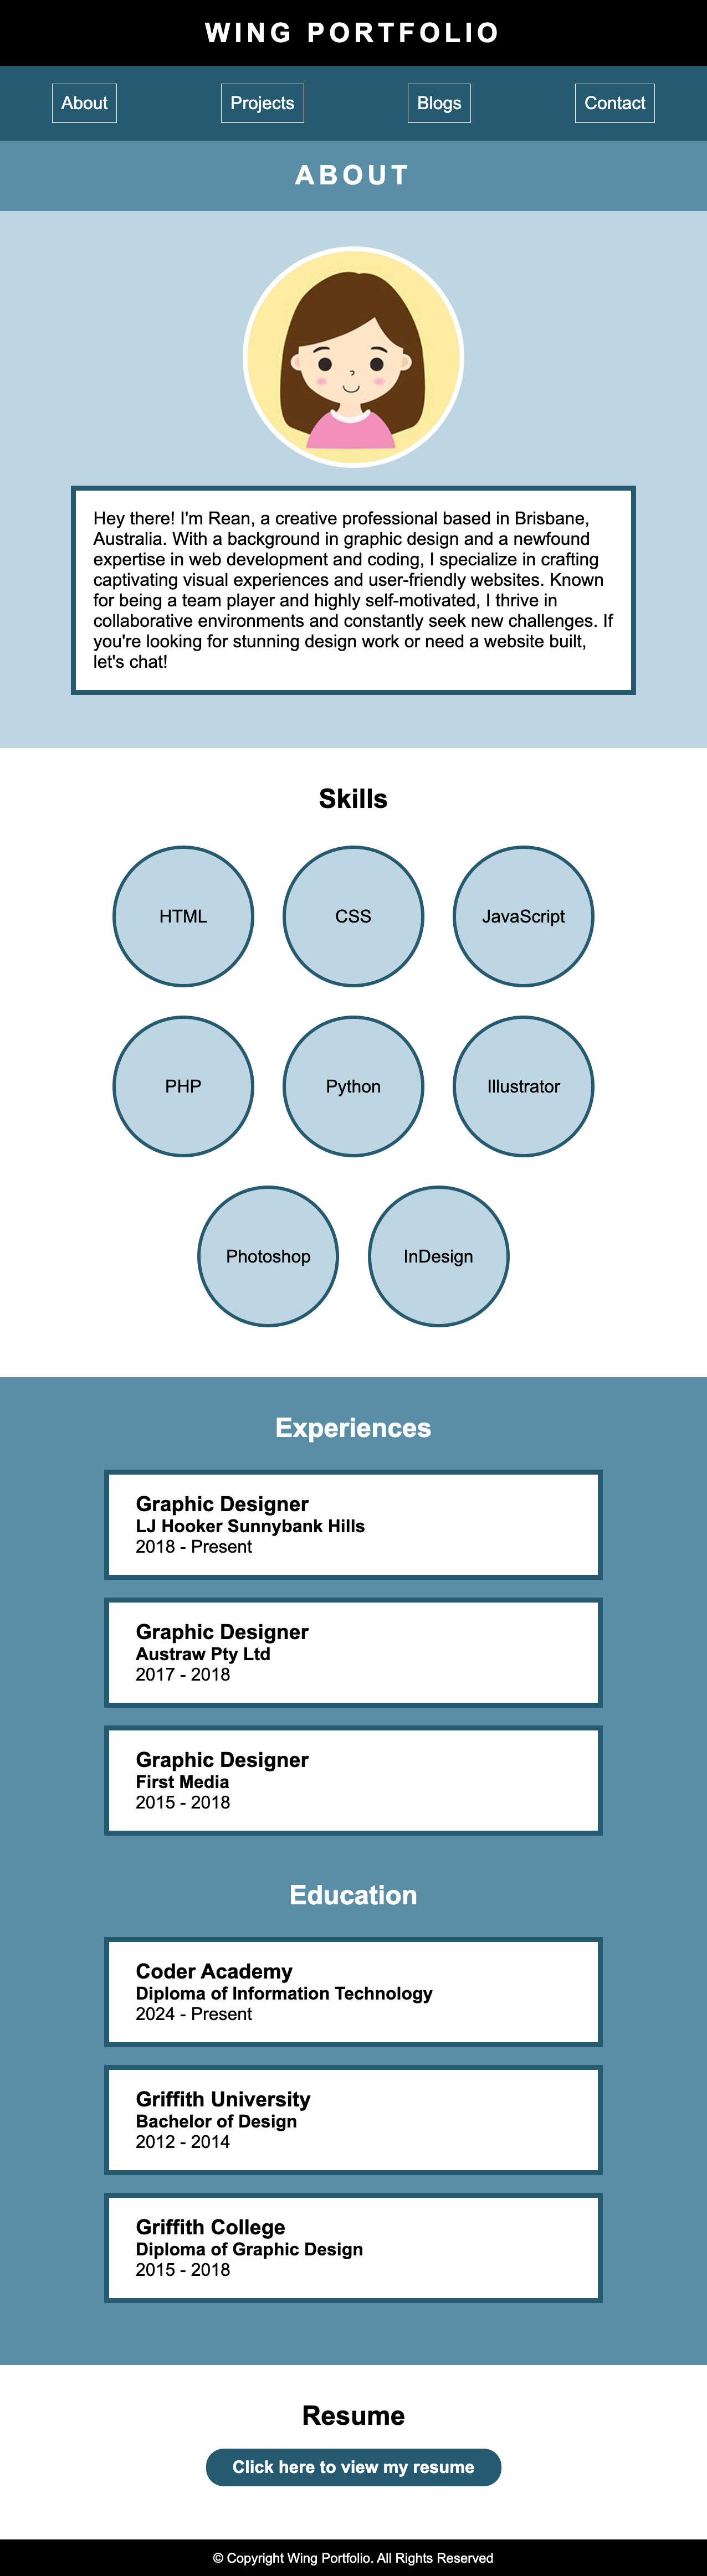 WING PORTFOLIO
About
Projects
Blogs
Contact
ABOUT
Hey there! I'm Rean, a creative professional based in Brisbane,
Australia. With a background in graphic design and a newfound
expertise in web development and coding, I specialize in crafting
captivating visual experiences and user-friendly websites. Known
for being a team player and highly self-motivated, I thrive in
collaborative environments and constantly seek new challenges. If
you're looking for stunning design work or need a website built,
let's chat!
Skills
HTML
CSS
JavaScript
PHP
Python
Illustrator
Photoshop
InDesign
Experiences
Graphic Designer
LJ Hooker Sunnybank Hills
2018 - Present
Graphic Designer
Austraw Pty Ltd
2017 - 2018
Graphic Designer
First Media
2015 - 2018
Education
Coder Academy
Diploma of Information Technology
2024 - Present
Griffith University
Bachelor of Design
2012 - 2014
Griffith College
Diploma of Graphic Design
2015 - 2018
Resume
Click here to view my resume
© Copyright Wing Portfolio. All Rights Reserved